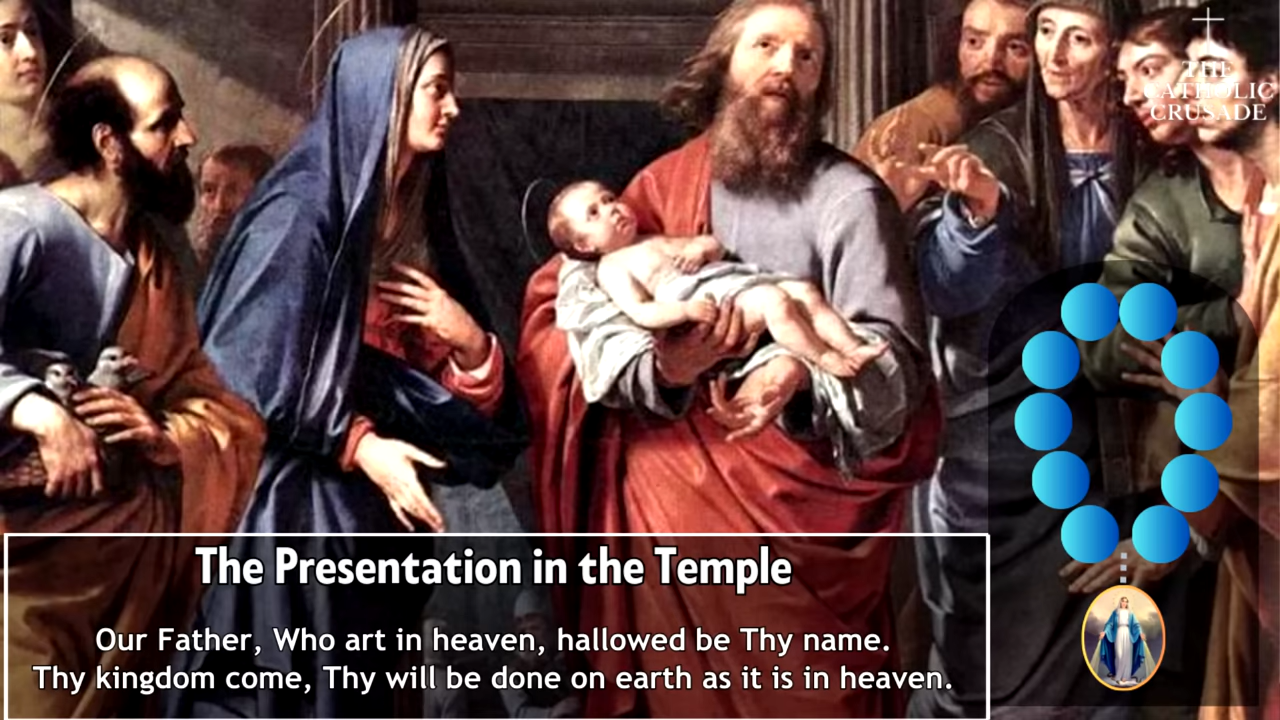 THE
CATHOLIC
CRUSADE
The Presentation in the Temple
Our Father, Who art in heaven, hallowed be Thy name.
Thy kingdom come, Thy will be done on earth as it is in heaven.